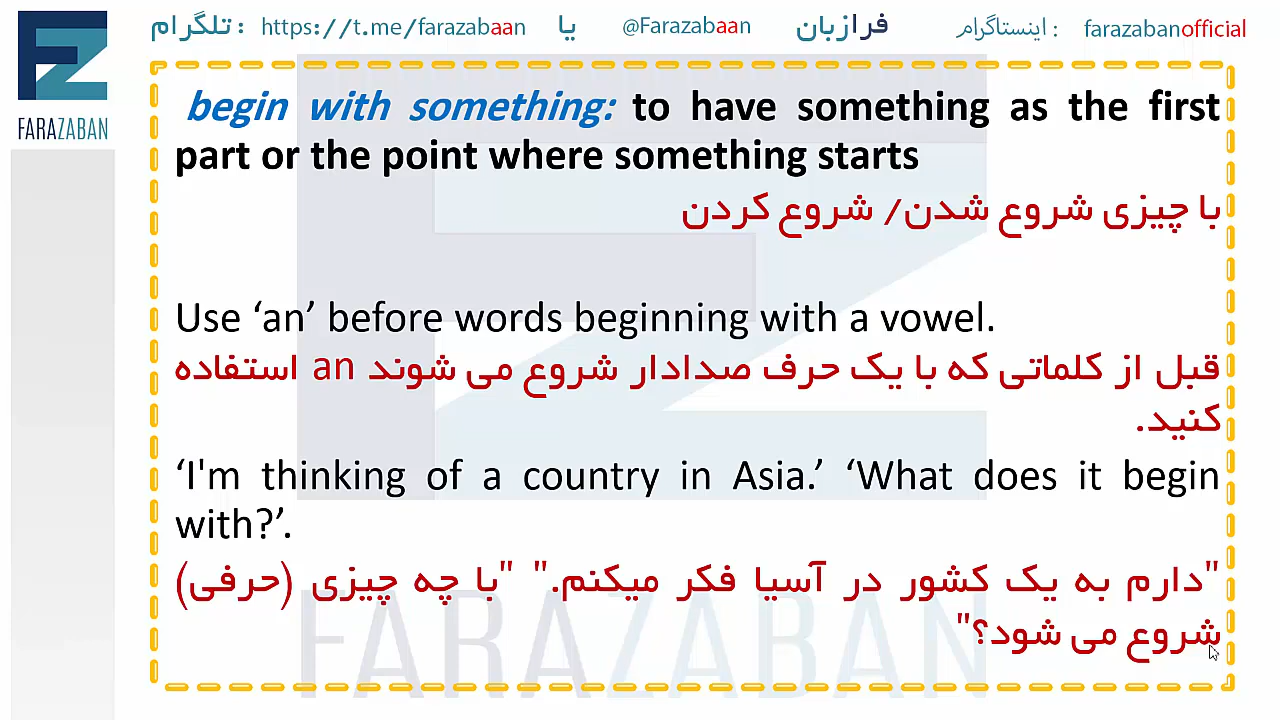 تلگرام : https://t.me/farazabaan یا @Farazabaan فرازبان اینستاگرام : farazabanofficial
FARAZABAN
begin with something: to have something as the first
part or the point where something starts
با چیزی شروع شدن/ شروع کردن
Use ‘an’ before words beginning with a vowel.
قبل از کلماتی که با یک حرف صدادار شروع می شوند an استفاده
کنید.
‘I'm thinking of a country in Asia.’ ‘What does it begin
with?’.
"دارم به یک کشور در آسیا فکر میکنم." "با چه چیزی (حرفی)
شروع می شود؟"
FARAZABAN